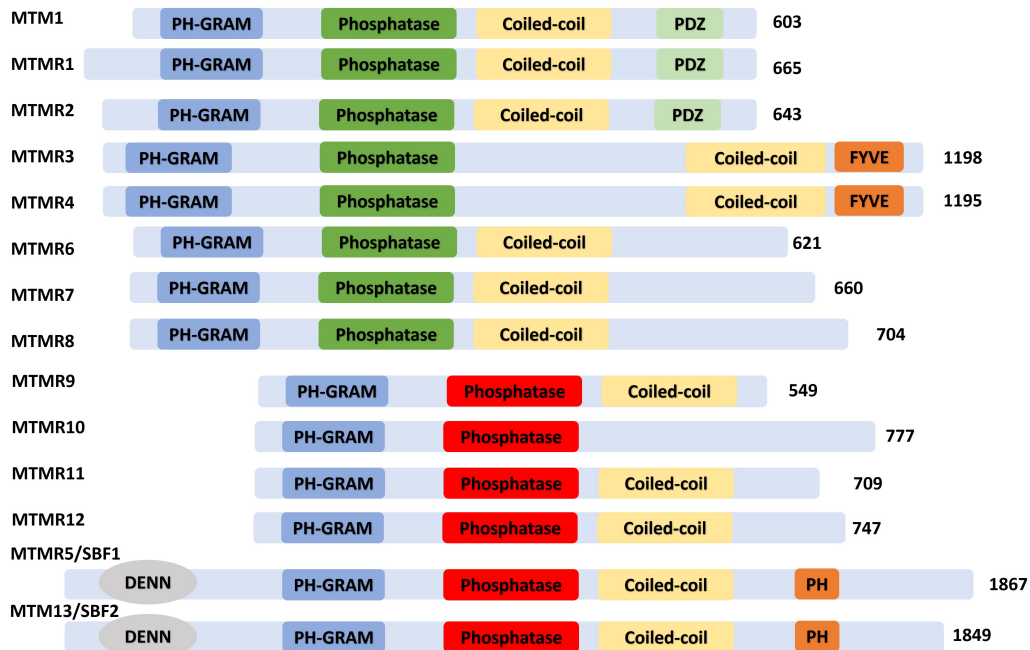 MTM1 PH-GRAM Phosphatase Coiled-coil PDZ 603
MTMR1 PH-GRAM Phosphatase Coiled-coil PDZ 665
MTMR2 PH-GRAM Phosphatase Coiled-coil PDZ 643
MTMR3 PH-GRAM Phosphatase Coiled-coil FYVE 1198
MTMR4 PH-GRAM Phosphatase Coiled-coil FYVE 1195
MTMR6 PH-GRAM Phosphatase Coiled-coil 621
MTMR7 PH-GRAM Phosphatase Coiled-coil 660
MTMR8 PH-GRAM Phosphatase Coiled-coil 704
MTMR9 PH-GRAM Phosphatase Coiled-coil 549
MTMR10 PH-GRAM Phosphatase 777
MTMR11 PH-GRAM Phosphatase Coiled-coil 709
MTMR12 PH-GRAM Phosphatase Coiled-coil 747
MTMR5/SBF1
DENN PH-GRAM Phosphatase Coiled-coil PH 1867
MTM13/SBF2
DENN PH-GRAM Phosphatase Coiled-coil PH 1849